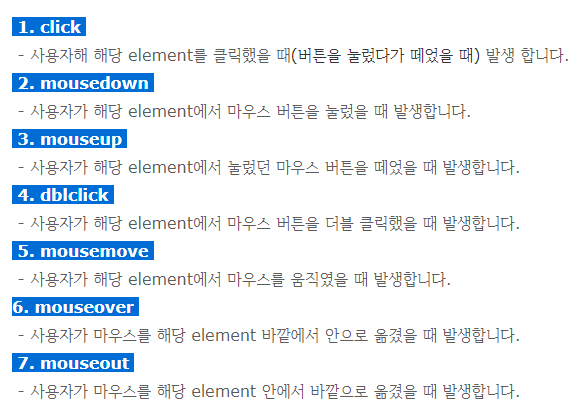 1. click
- 사용자해 해당 element를 클릭했을 때(버튼을 눌렀다가 떼었을 때) 발생 합니다.
2. mousedown
- 사용자가 해당 element에서 마우스 버튼을 눌렀을 때 발생합니다.
3. mouseup
- 사용자가 해당 element에서 눌렀던 마우스 버튼을 떼었을 때 발생합니다.
4. dblclick
- 사용자가 해당 element에서 마우스 버튼을 더블 클릭했을 때 발생합니다.
5. mousemove
- 사용자가 해당 element에서 마우스를 움직였을 때 발생합니다.
6. mouseover
- 사용자가 마우스를 해당 element 바깥에서 안으로 옮겼을 때 발생합니다.
7. mouseout
- 사용자가 마우스를 해당 element 안에서 바깥으로 옮겼을 때 발생합니다.